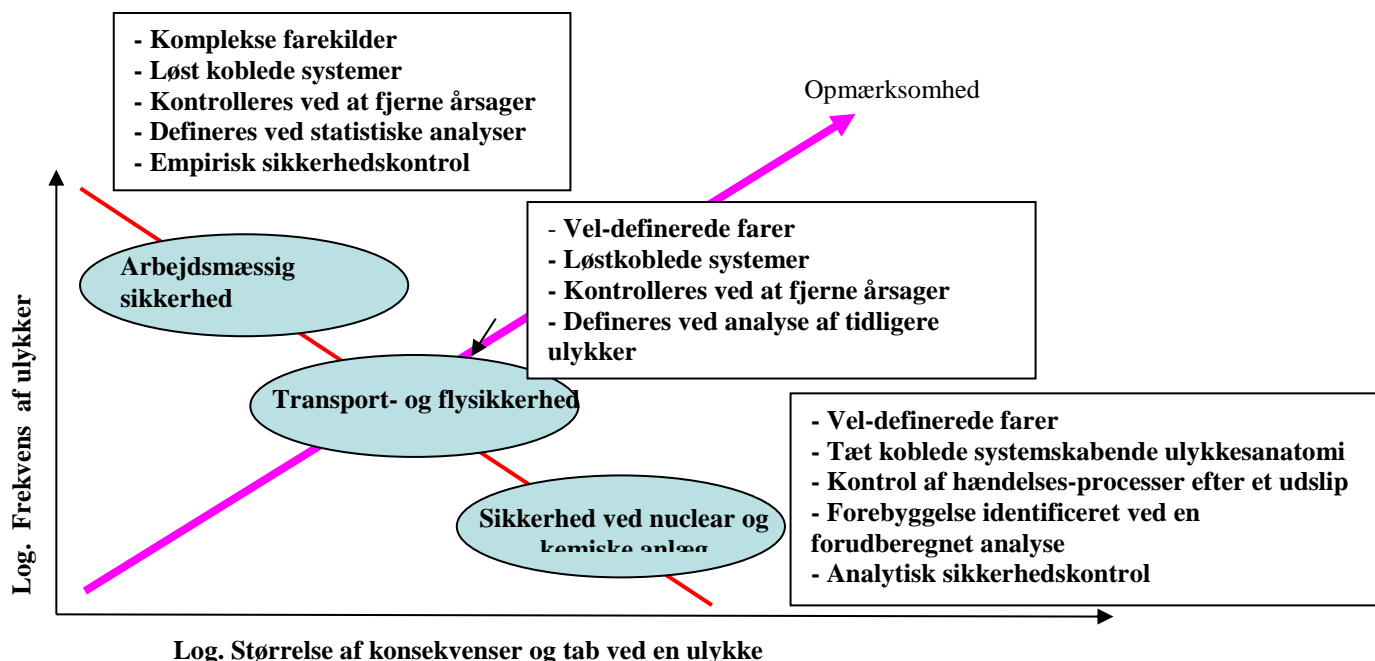 - Komplekse farekilder
- Løst koblede systemer
- Kontrolleres ved at fjerne årsager
- Defineres ved statistiske analyser
- Empirisk sikkerhedskontrol
Opmærksomhed
- Vel-definerede farer
- Løstkoblede systemer
- Kontrolleres ved at fjerne årsager
- Defineres ved analyse af tidligere
ulykker
Arbejdsmæssig
sikkerhed
Transport- og flysikkerhed
- Vel-definerede farer
- Tæt koblede systemskabende ulykkesanatomi
- Kontrol af hændelses-processer efter et udslip
- Forebyggelse identificeret ved en
forudberegnet analyse
- Analytisk sikkerhedskontrol
Sikkerhed ved nuclear og
kemiske anlæg
Log. Frekvens af ulykker
Log. Størrelse af konsekvenser og tab ved en ulykke